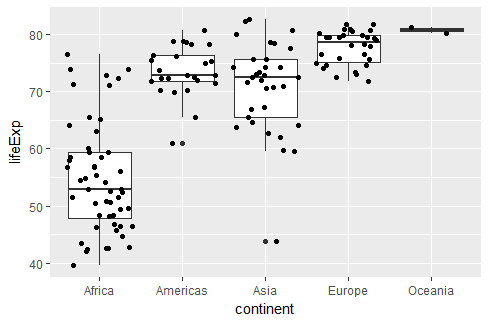 80
70
60
50
40
lifeExp
Africa
Americas
Asia
Europe
Oceania
continent